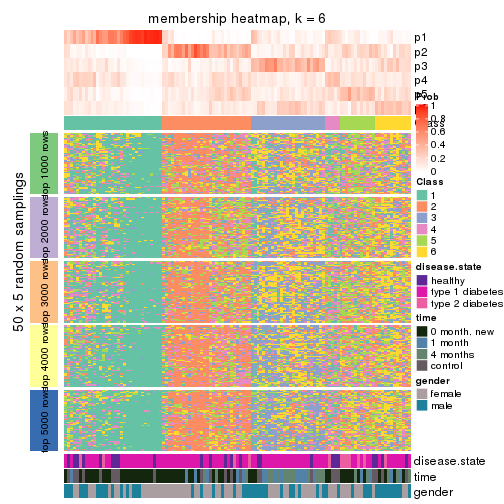 membership heatmap, k = 6
p1
p2
p3
p4
p5
Prob
1
0.8
0.6
0.4
0.2
0
Class
1
2
3
4
5
6
disease.state
healthy
type 1 diabetes
type 2 diabetes
time
0 month. new
1 month
4 months
control
gender
female
male
50 x 5 random samplings
top 1000 rows
top 2000 rows
top 3000 rows
top 4000 rows
top 5000 rows
disease.state
time
gender